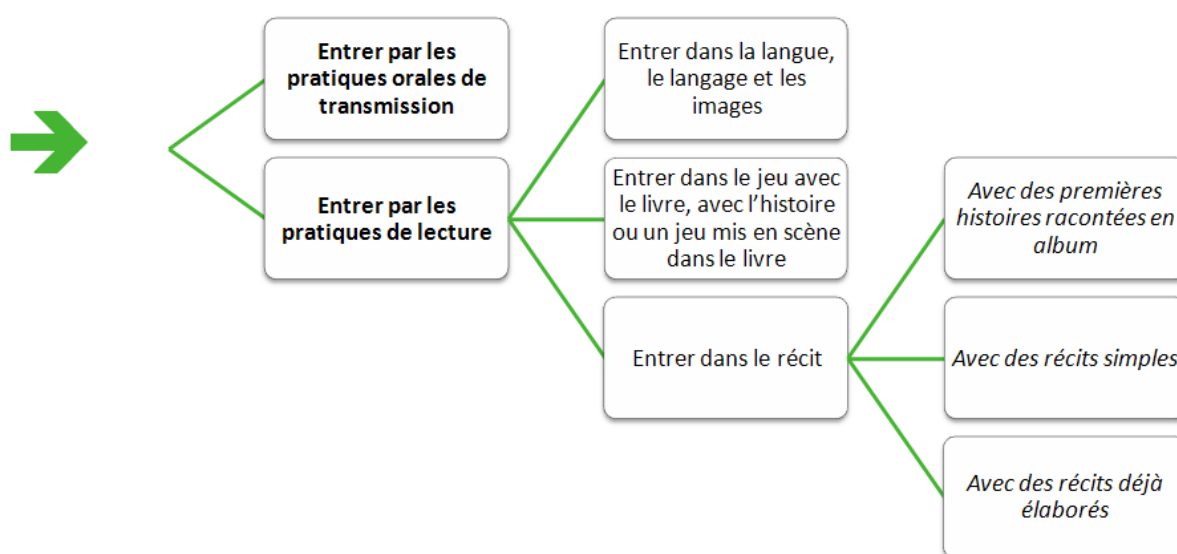 Entrer par les
pratiques orales de
transmission
Entrer par les
pratiques de lecture
Entrer dans la langue,
le langage et les
images
Entrer dans le jeu avec
le livre, avec l’histoire
ou un jeu mis en scène
dans le livre
Entrer dans le récit
Avec des premières
histoires racontées en
album
Avec des récits simples
Avec des récits déjà
élaborés